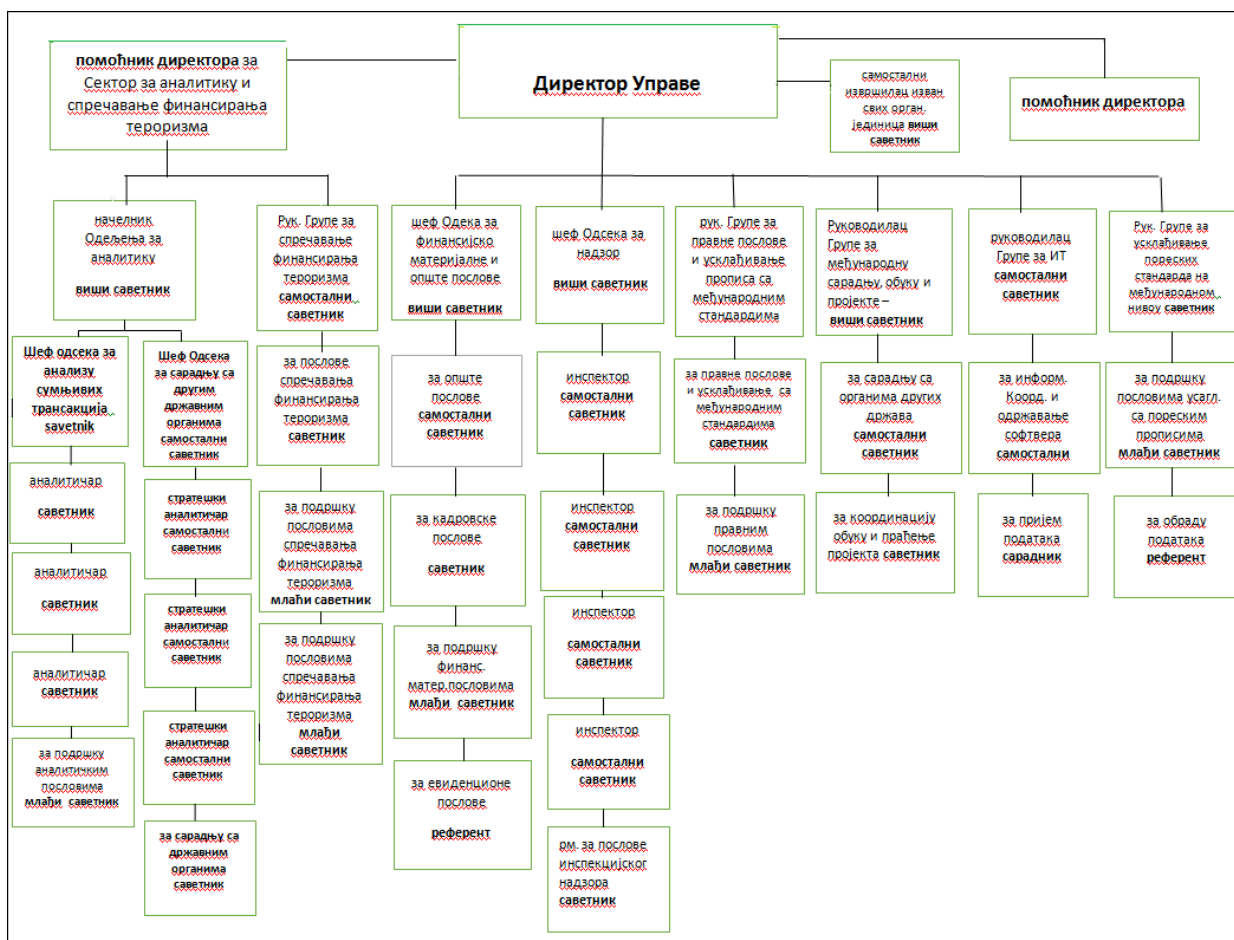 помоћник директора за
Сектор за аналитику и
спречавање финансирања
тероризма
Директор Управе
самостални
извршилац изван
свих орган.
јединица виши
саветник
помоћник директора
начелник
Одељења за
аналитику
виши саветник
Рук. Групе за
спречавање
финансирања
тероризма
самостални
саветник
шеф Одека за
финансијско
материјалне и
опште послове
виши саветник
шеф Одсека за
надзор
виши саветник
рук. Групе за
правне послове
и усклађивање
прописа са
међународним
стандардима
Руководилац
Групе за
међународну
сарадњу, обуку и
пројекте –
виши саветник
руководилац
Групе за ИТ
самостални
саветник
Рук. Групе за
усклађивање
пореских
стандарда на
међународном
нивоу саветник
Шеф одсека за
анализу
сумњивих
трансакција
savetnik
Шеф Одсека
за сарадњу са
другим
државним
органима
самостални
саветник
за послове
спречавања
финансирања
тероризма
саветник
за опште
послове
самостални
саветник
инспектор
самостални
саветник
за правне послове
и усклађивање са
међународним
стандардима
саветник
за сарадњу са
органима других
држава
самостални
саветник
за информ.
Коорд. и
одржавање
софтвера
самостални
за подршку
пословима усагл.
са пореским
прописима
млађи саветник
аналитичар
саветник
стратешки
аналитичар
самостални
саветник
за подршку
пословима
спречавања
финансирања
тероризма
млађи саветник
за кадровске
послове
саветник
инспектор
самостални
саветник
за подршку
правним
пословима
млађи саветник
за координацију
обуку и праћење
пројекта саветник
за пријем
података
сарадник
за обраду
података
референт
аналитичар
саветник
стратешки
аналитичар
самостални
саветник
за подршку
пословима
спречавања
финансирања
тероризма
млађи
саветник
за подршку
финанс.
матер.пословима
млађи саветник
инспектор
самостални
саветник
аналитичар
саветник
стратешки
аналитичар
самостални
саветник
инспектор
самостални
саветник
за подршку
аналитичким
пословима
млађи саветник
за евиденционе
послове
референт
за сарадњу са
државним
органима
саветник
рм. за послове
инспекцијског
надзора
саветник